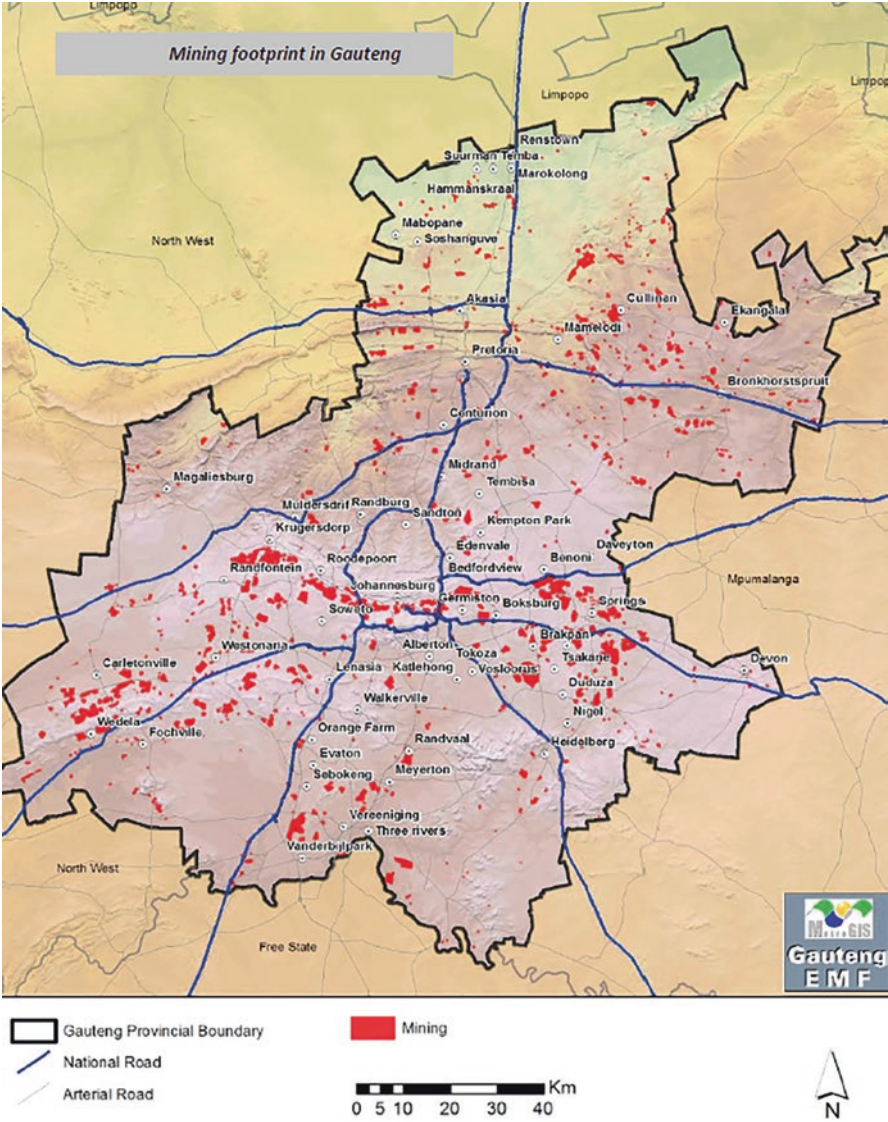 Limpopo
Mining footprint in Gauteng
Limpopo
Limpop
Renstown
Suurman Temba
Marokolong
Hammanskraal
Mabopane
Soshanguve
North West
Akasia
Cullinan
Ekangala
Mamelodi
Pretoria
Bronkhorstspruit
Centurion
Midrand
Magaliesburg
Tembisa
Muldersdrif
Randburg
Sandton
Kempton Park
Krugersdorp
Edenvale
Daveyton
Roodepoort
Bedfordview
Benoni
Randfontein
Mpumalanga
Johannesburg
Germiston
Boksburg
Springs
Soweto
Brakpan
Westonaria
Alberton
Tokoza
Tsakane
Devon
Carletonville
Lenasia
Katlehong
Vosloorus
Duduza
Walkerville
Nigel
Wedela
Fochville
Orange Farm
Randvaal
Heidelberg
Evaton
Sebokeng
Meyerton
Vereeniging
Three rivers
Vanderbijlpark
North West
Free State
MetroGIS
Gauteng
EMF
Gauteng Provincial Boundary
Mining
National Road
Arterial Road
Km
0 5 10 20 30 40
N